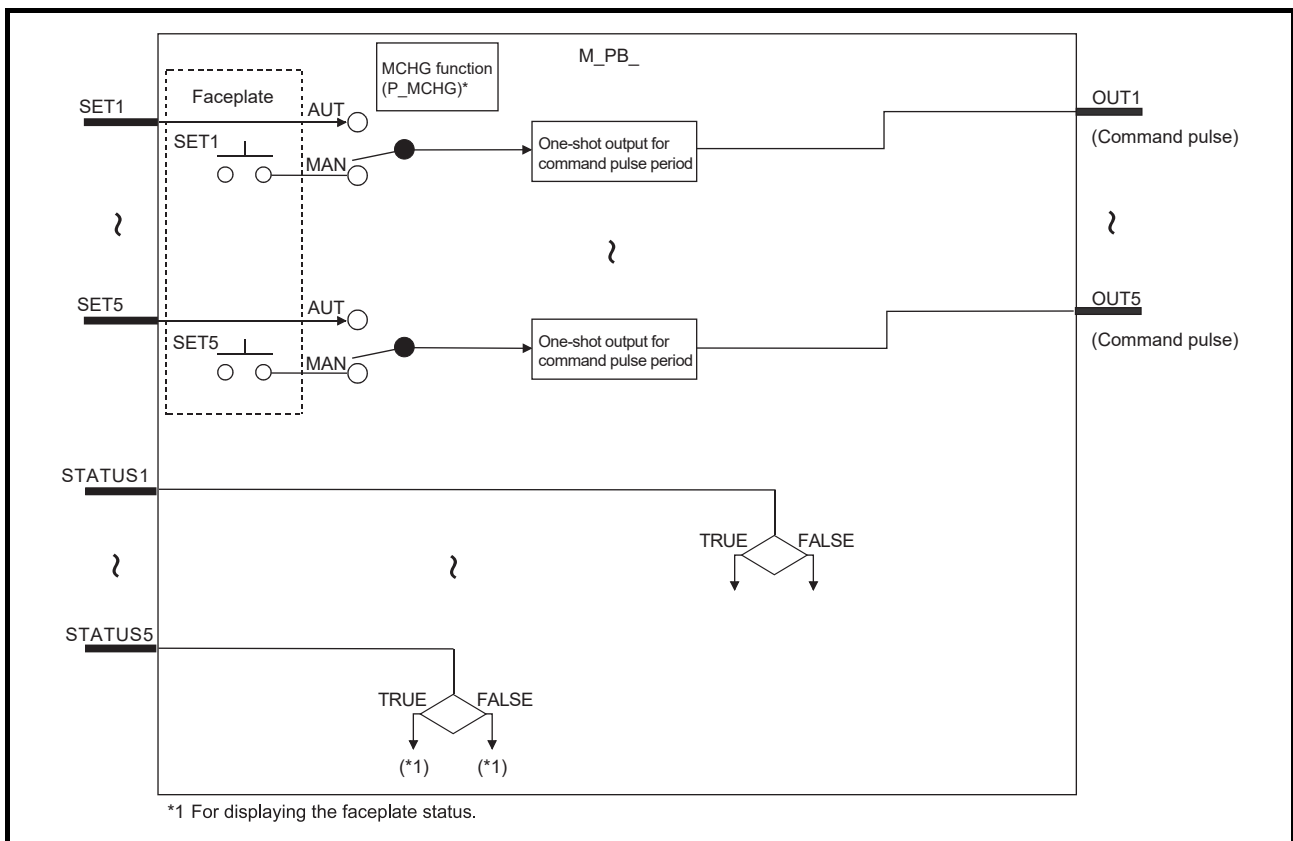 M_PB_
MCHG function
(P_MCHG)*
Faceplate
SET1
AUT
OUT1
SET1
One-shot output for
command pulse period
(Command pulse)
MAN
~
~
~
SET5
AUT
OUT5
SET5
One-shot output for
command pulse period
(Command pulse)
MAN
STATUS1
TRUE
FALSE
~
~
STATUS5
TRUE
FALSE
(*1)
(*1)
*1 For displaying the faceplate status.